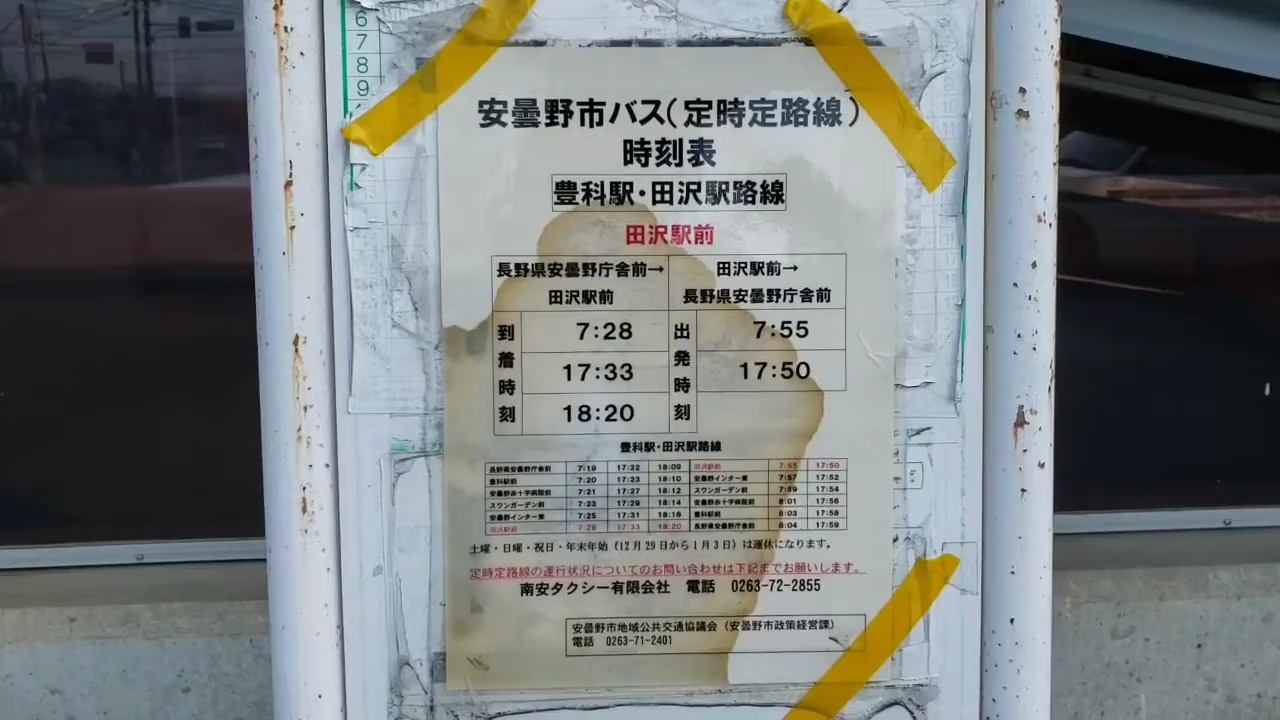 6
7
8
9
安曇野市バス(定時定路線)
時刻表
豊科駅・田沢駅路線
田沢駅前
長野県安曇野庁舎前→ 田沢駅前→
田沢駅前 長野県安曇野庁舎前
到着時刻 出発時刻
7:28 7:55
17:33 17:50
18:20
豊科駅・田沢駅路線
長野県安曇野庁舎前 7:19 17:22 18:09 田沢駅前 7:55 17:50
豊科駅前 7:20 17:23 18:10 安曇野インター東 7:57 17:52
安曇野赤十字病院前 7:21 17:27 18:12 スワンガーデン前 7:59 17:54
スワンガーデン前 7:23 17:29 18:14 安曇野赤十字病院前 8:01 17:56
安曇野インター東 7:25 17:31 18:16 豊科駅前 8:03 17:58
田沢駅前 7:28 17:33 18:20 長野県安曇野庁舎前 8:04 17:59
土曜・日曜・祝日・年末年始(12月29日から1月3日)は運休になります。
定時定路線の運行状況についてのお問い合わせは下記までお願いします。
南安タクシー有限会社 電話 0263-72-2855
安曇野市地域公共交通協議会(安曇野市政策経営課)
電話 0263-71-2401